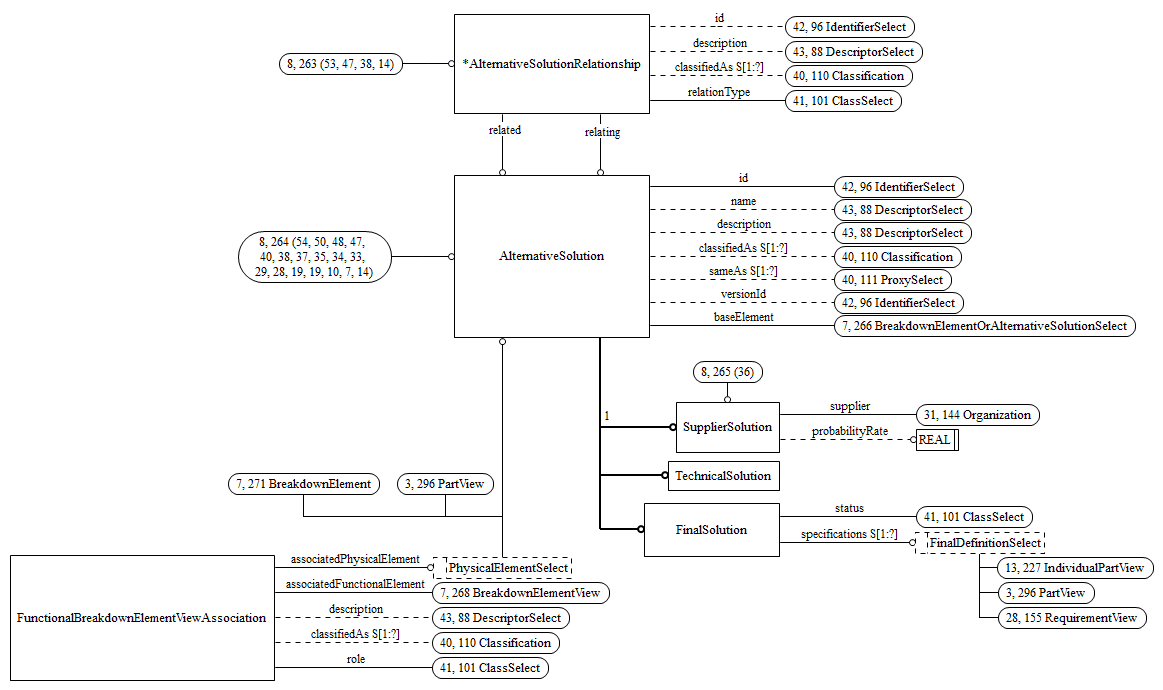 id
42, 96 IdentifierSelect
description
43, 88 DescriptorSelect
8, 263 (53, 47, 38, 14)
*AlternativeSolutionRelationship
classifiedAs S[1:?]
40, 110 Classification
relationType
41, 101 ClassSelect
related
relating
id
42, 96 IdentifierSelect
name
43, 88 DescriptorSelect
description
43, 88 DescriptorSelect
8, 264 (54, 50, 48, 47,
40, 38, 37, 35, 34, 33,
29, 28, 19, 19, 10, 7, 14)
AlternativeSolution
classifiedAs S[1:?]
40, 110 Classification
sameAs S[1:?]
40, 111 ProxySelect
versionId
42, 96 IdentifierSelect
baseElement
7, 266 BreakdownElementOrAlternativeSolutionSelect
8, 265 (36)
1
SupplierSolution
supplier
31, 144 Organization
probabilityRate
REAL
TechnicalSolution
7, 271 BreakdownElement
3, 296 PartView
FinalSolution
status
41, 101 ClassSelect
specifications S[1:?]
FinalDefinitionSelect
13, 227 IndividualPartView
3, 296 PartView
28, 155 RequirementView
FunctionalBreakdownElementViewAssociation
associatedPhysicalElement
PhysicalElementSelect
associatedFunctionalElement
7, 268 BreakdownElementView
description
43, 88 DescriptorSelect
classifiedAs S[1:?]
40, 110 Classification
role
41, 101 ClassSelect